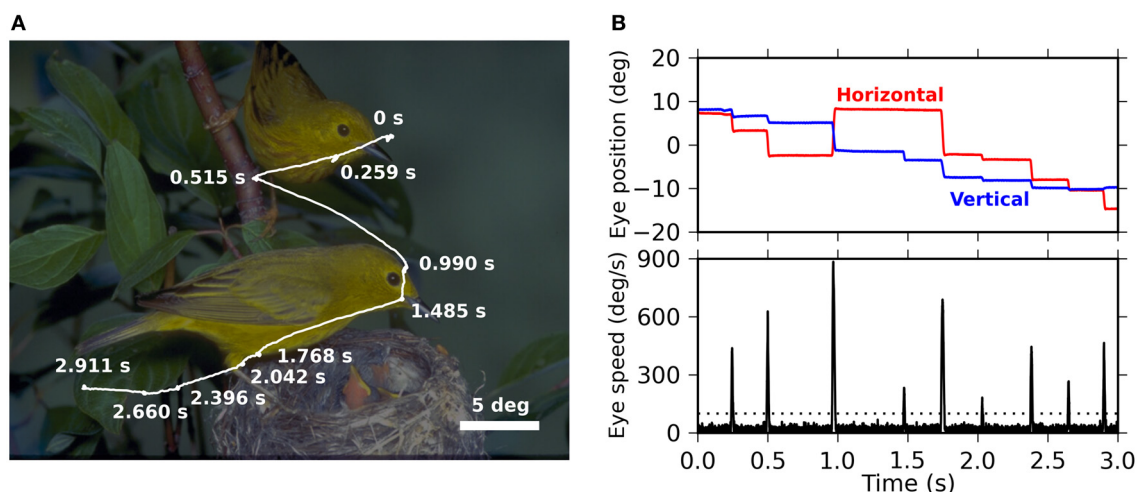 A
0 s
0.259 s
0.515 s
0.990 s
1.485 s
1.768 s
2.042 s
2.396 s
2.660 s
2.911 s
5 deg
B
Eye position (deg)
20
10
0
−10
−20
Horizontal
Vertical
Eye speed (deg/s)
900
600
300
0
0.0 0.5 1.0 1.5 2.0 2.5 3.0
Time (s)